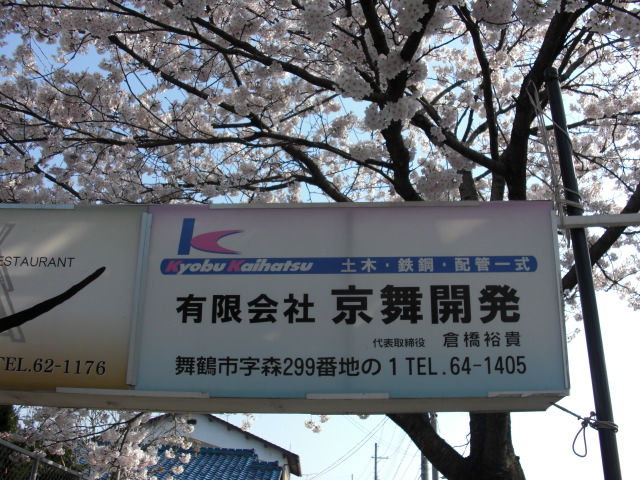 ESTAURANT
TEL.62-1176
Kyobu Kaihatsu 土木・鉄鋼・配管一式
有限会社 京舞開発
代表取締役 倉橋裕貴
舞鶴市字森299番地の1 TEL. 64-1405